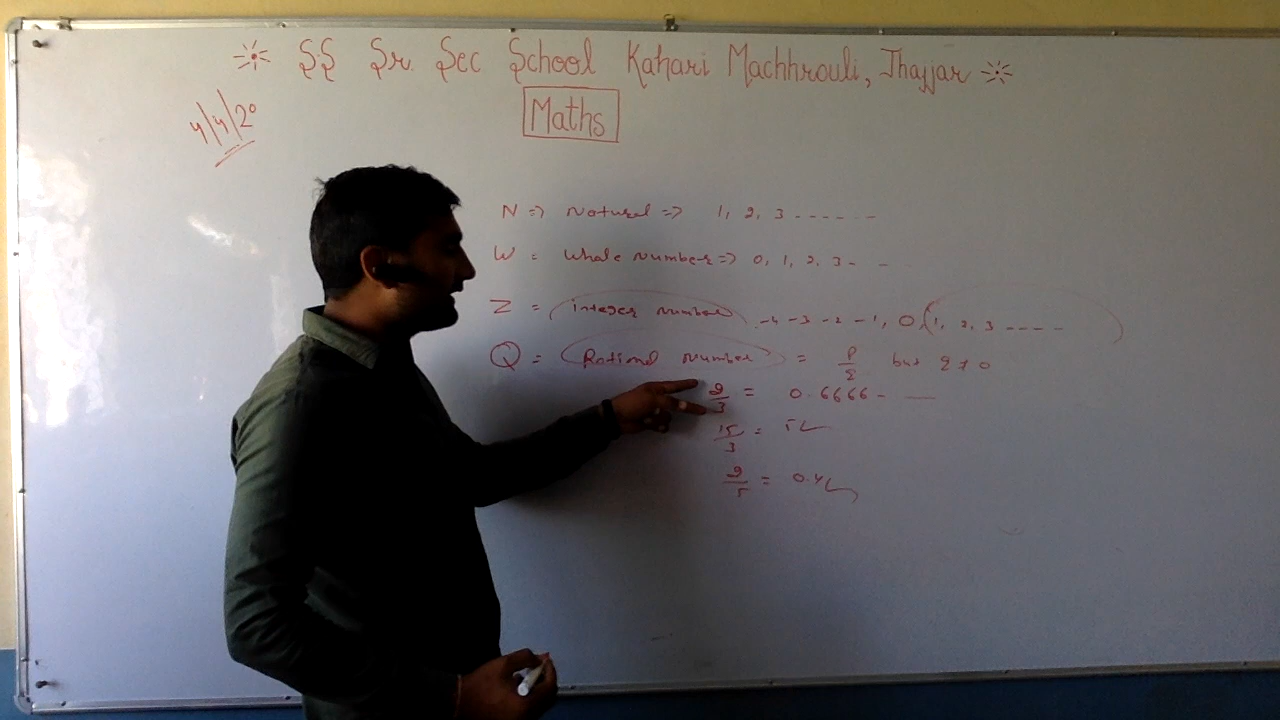 SS Sr. Sec School Kahari Machhrouli, Jhajjar
4/4/20
Maths
N => Natural => 1, 2, 3 ------
W = Whole number => 0, 1, 2, 3- -
Z = integer number -4 -3 -2 -1, 0, 1, 2, 3 ----
Q = Rational number = p/q but q ≠ 0
2/3 = 0.6666- —
15/3 = 5
2/5 = 0.4